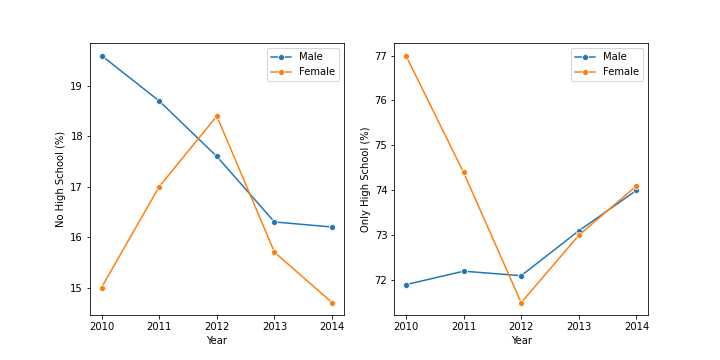 Male
Female
No High School (%)
19
18
17
16
15
2010 2011 2012 2013 2014
Year
Male
Female
Only High School (%)
77
76
75
74
73
72
2010 2011 2012 2013 2014
Year